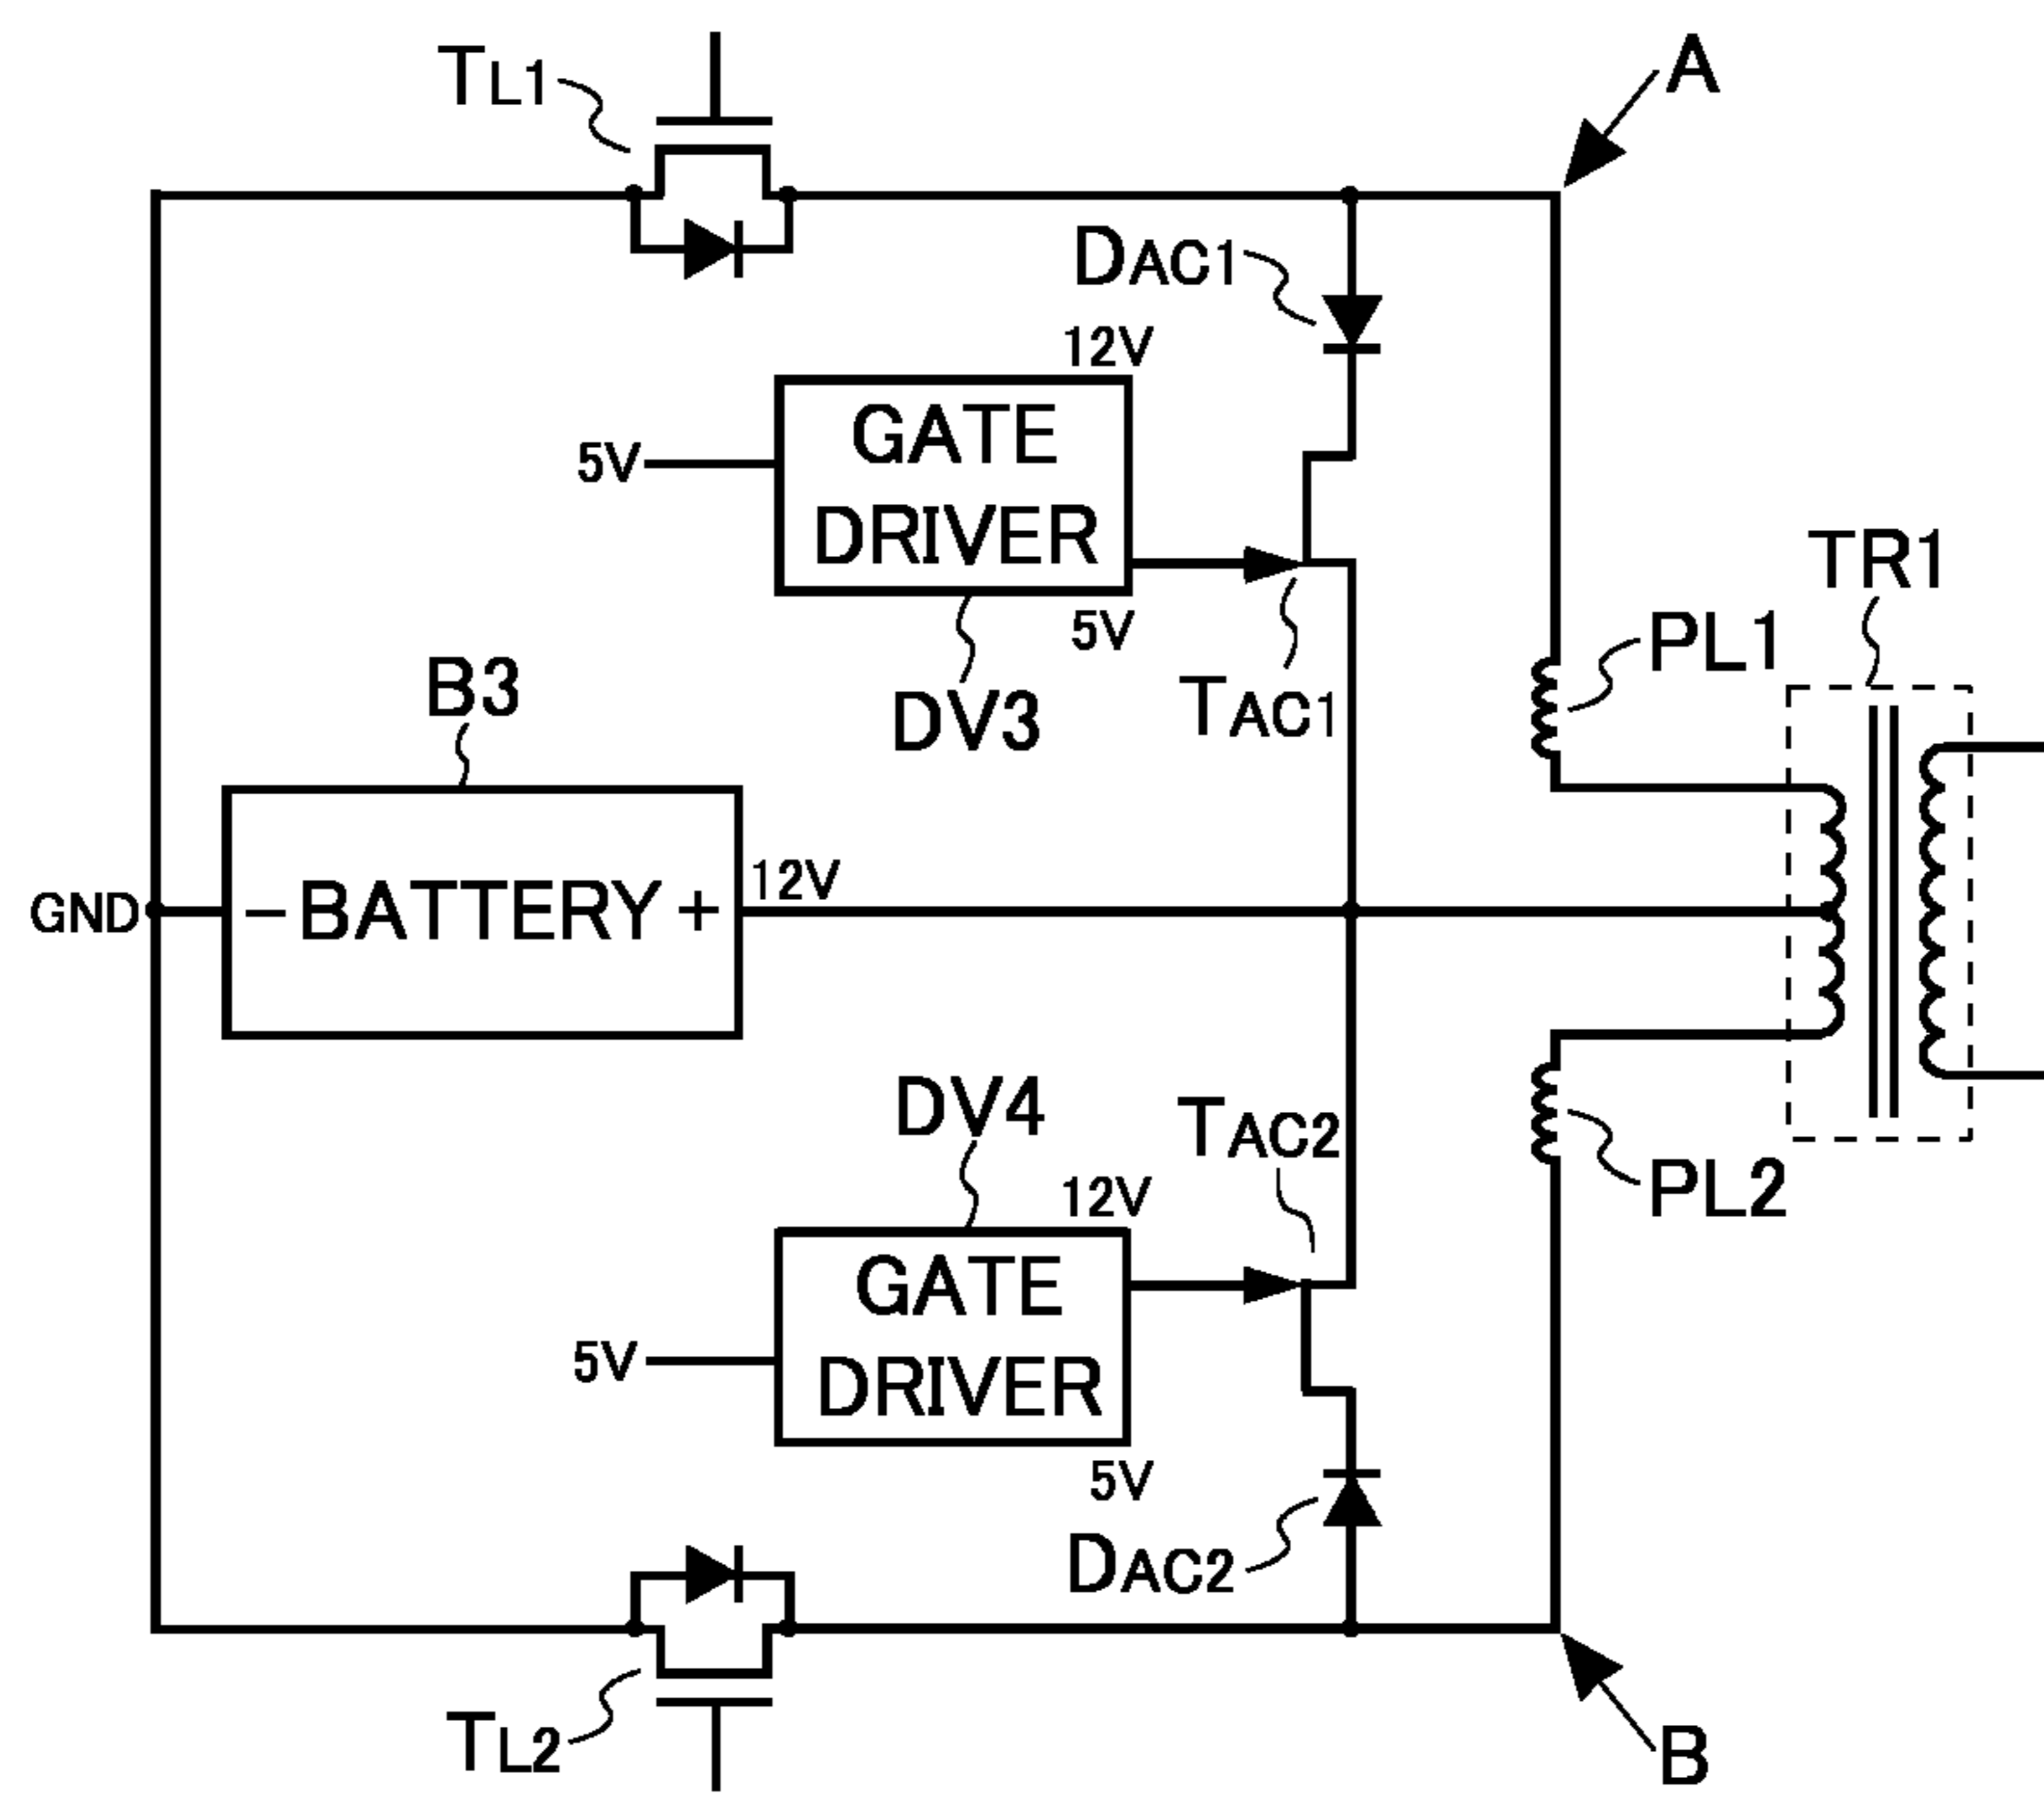 TL1
A
DAC1
12V
GATE
DRIVER
5V
5V
DV3
TAC1
TR1
PL1
B3
GND
− BATTERY +
12V
DV4
TAC2
12V
PL2
GATE
DRIVER
5V
5V
DAC2
TL2
B